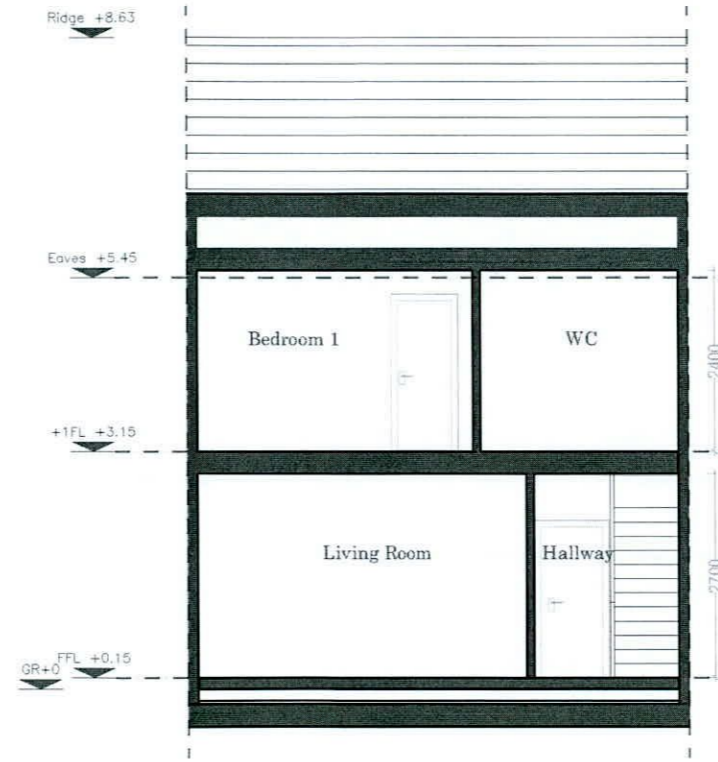 Ridge +8.63
Eaves +5.45
Bedroom 1
WC
2400
+1FL +3.15
Living Room
Hallway
2700
FFL +0.15
GR+0